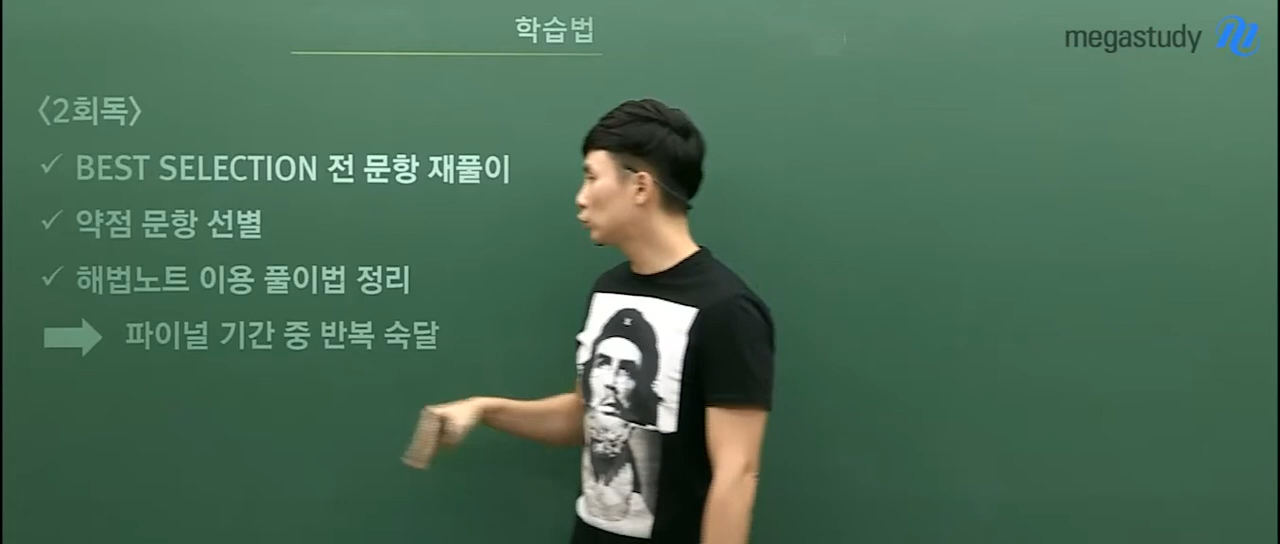 학습법
megastudy
〈2회독〉
✓ BEST SELECTION 전 문항 재풀이
✓ 약점 문항 선별
✓ 해법노트 이용 풀이법 정리
➡ 파이널 기간 중 반복 숙달